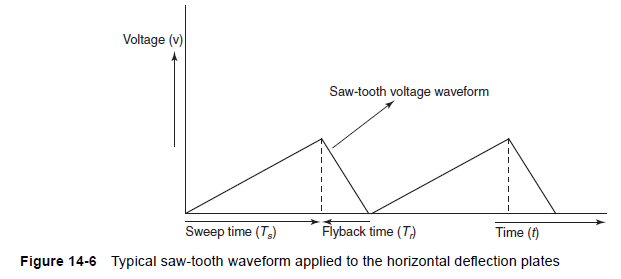 Voltage (v)
Saw-tooth voltage waveform
Sweep time (Ts)
Flyback time (Tr)
Time (t)
Figure 14-6 Typical saw-tooth waveform applied to the horizontal deflection plates